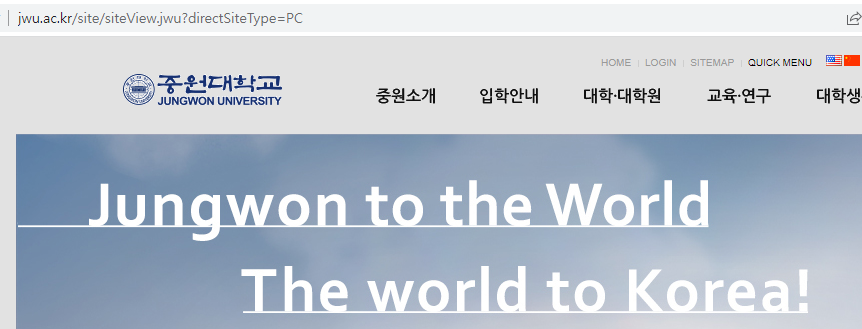 jwu.ac.kr/site/siteView.jwu?directSiteType=PC
HOME | LOGIN | SITEMAP | QUICK MENU
중원대학교
JUNGWON UNIVERSITY
중원소개 입학안내 대학·대학원 교육·연구 대학생
Jungwon to the World
The world to Korea!